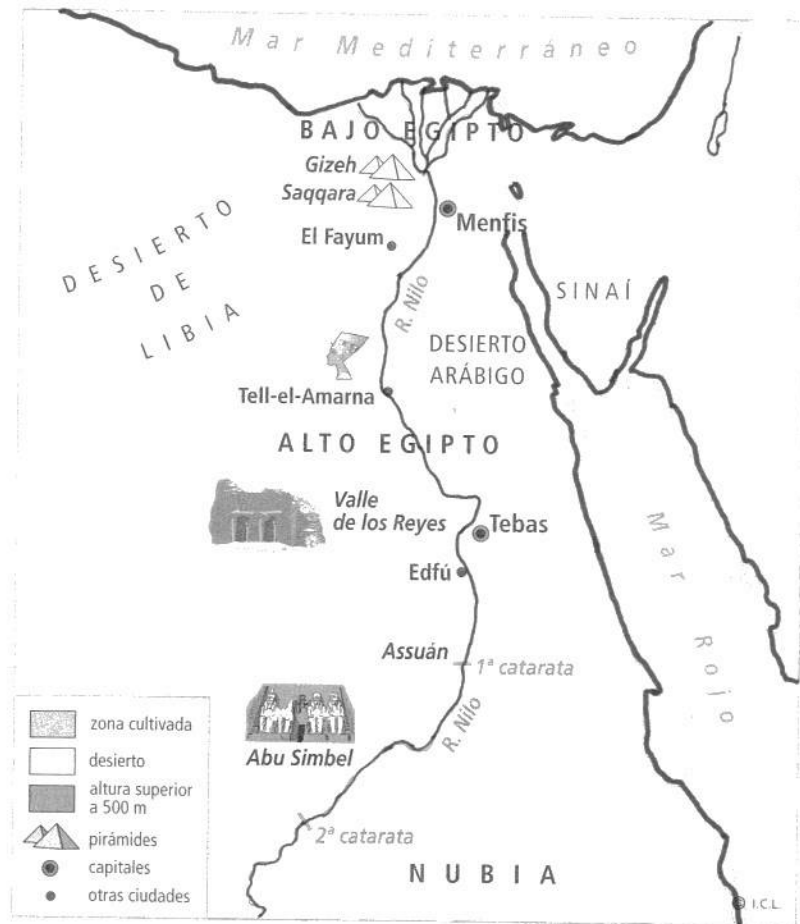 Mar Mediterráneo
BAJO EGIPTO
Gizeh
Saqqara
Menfis
El Fayum
DESIERTO
DE
LIBIA
SINAÍ
R. Nilo
DESIERTO
ARÁBIGO
Tell-el-Amarna
ALTO EGIPTO
Valle
de los Reyes
Tebas
Edfú
Mar Rojo
Assuán
1ª catarata
R. Nilo
Abu Simbel
2ª catarata
NUBIA
zona cultivada
desierto
altura superior
a 500 m
pirámides
capitales
otras ciudades
© I.C.L.